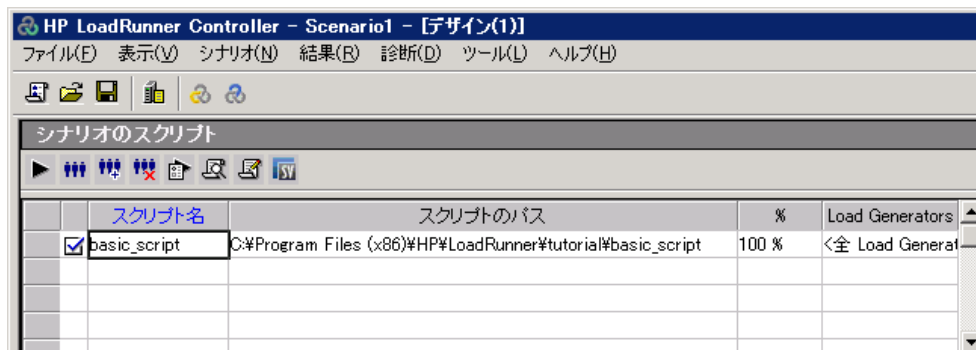 HP LoadRunner Controller - Scenario1 - [デザイン(1)]
ファイル(F) 表示(V) シナリオ(N) 結果(R) 診断(D) ツール(L) ヘルプ(H)
シナリオのスクリプト
SV
スクリプト名 スクリプトのパス % Load Generators
basic_script C:¥Program Files (x86)¥HP¥LoadRunner¥tutorial¥basic_script 100 % <全 Load Generat